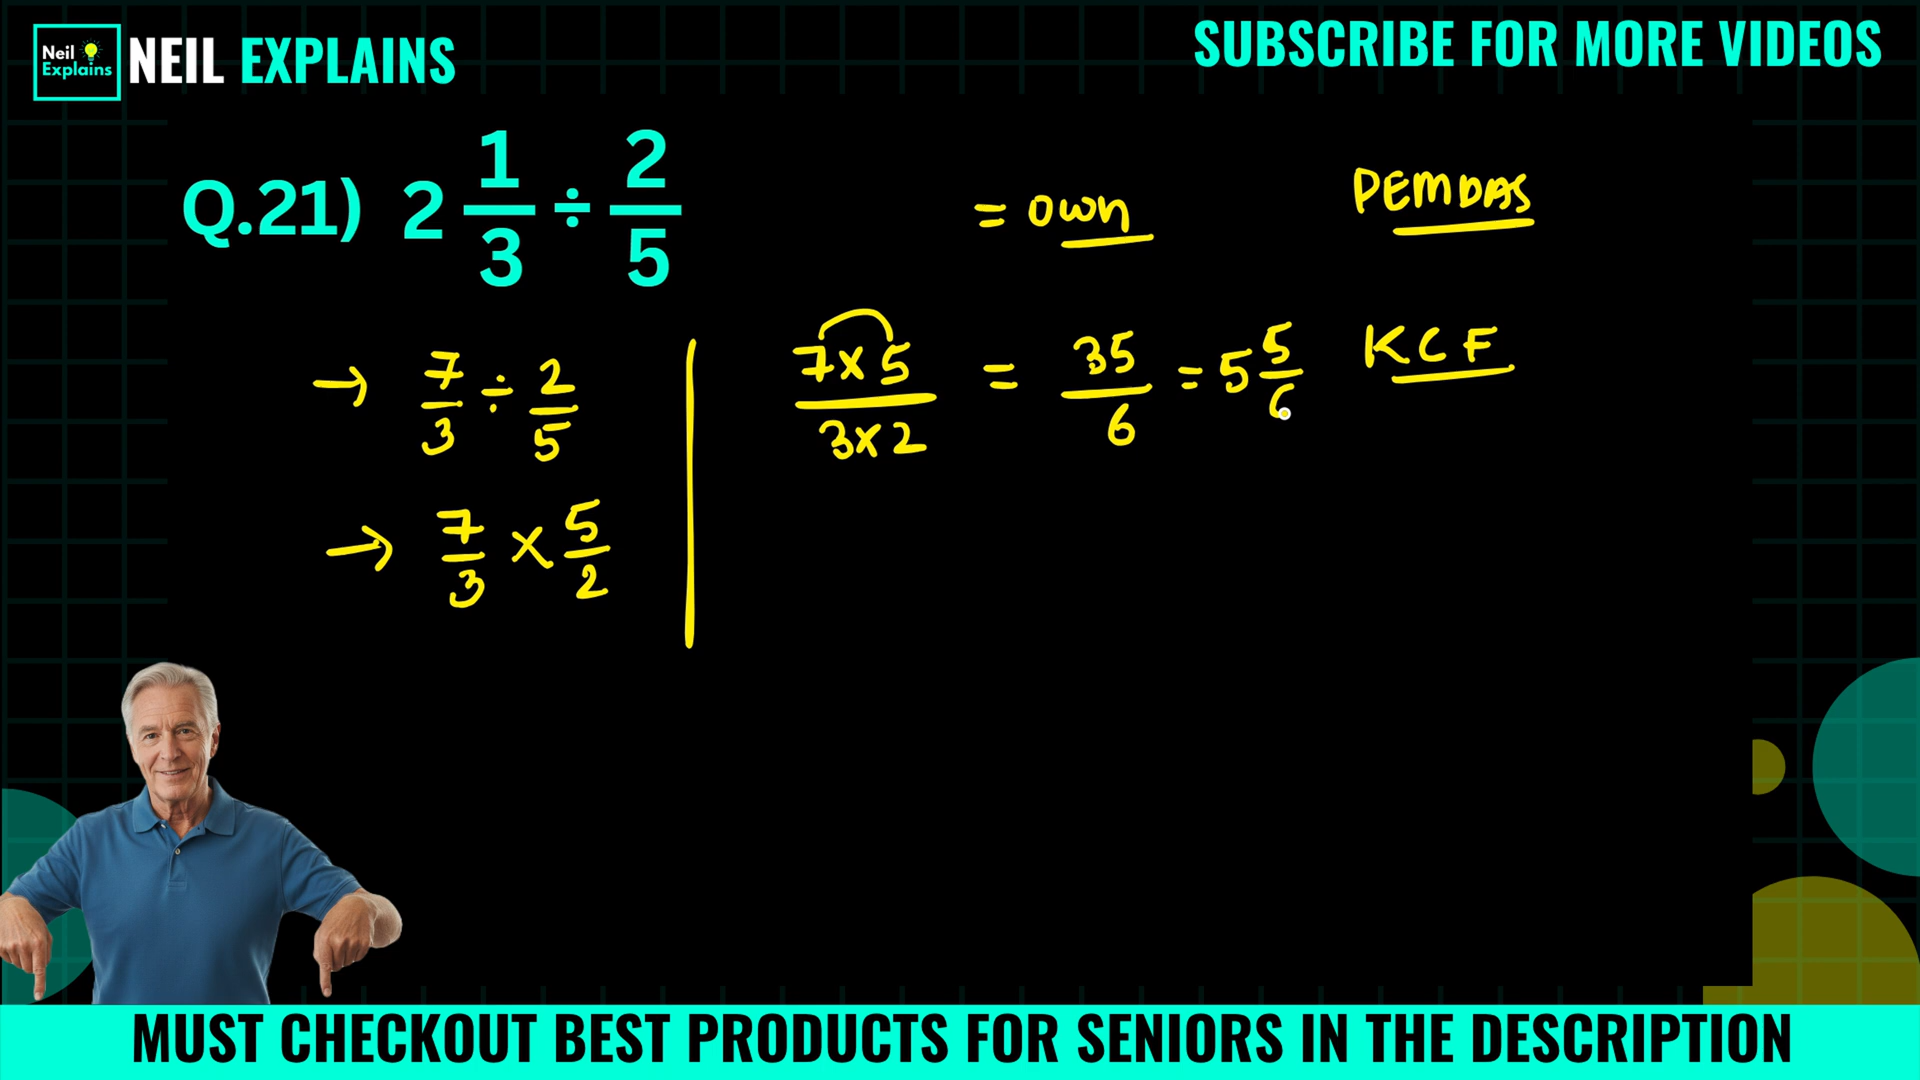 Neil Explains
NEIL EXPLAINS
SUBSCRIBE FOR MORE VIDEOS
Q.21) 2 1/3 ÷ 2/5
= own
PEMDAS
→ 7/3 ÷ 2/5
7x5/3x2 = 35/6 = 5 5/6
KCF
→ 7/3 x 5/2
MUST CHECKOUT BEST PRODUCTS FOR SENIORS IN THE DESCRIPTION